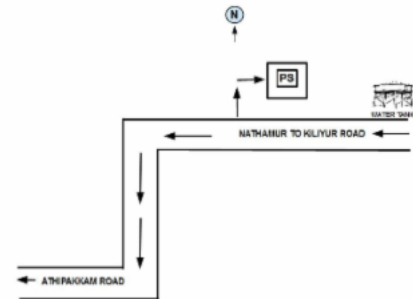 N
PS
WATER TANK
NATHAMUR TO KILIYUR ROAD
ATHIPAKKAM ROAD